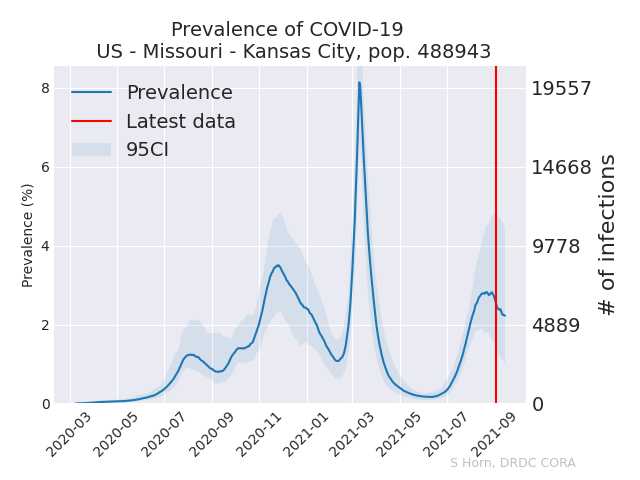 Prevalence of COVID-19
US - Missouri - Kansas City, pop. 488943
Prevalence
Latest data
95CI
Prevalence (%)
8
6
4
2
0
19557
14668
9778
4889
0
# of infections
2020-03
2020-05
2020-07
2020-09
2020-11
2021-01
2021-03
2021-05
2021-07
2021-09
S Horn, DRDC CORA